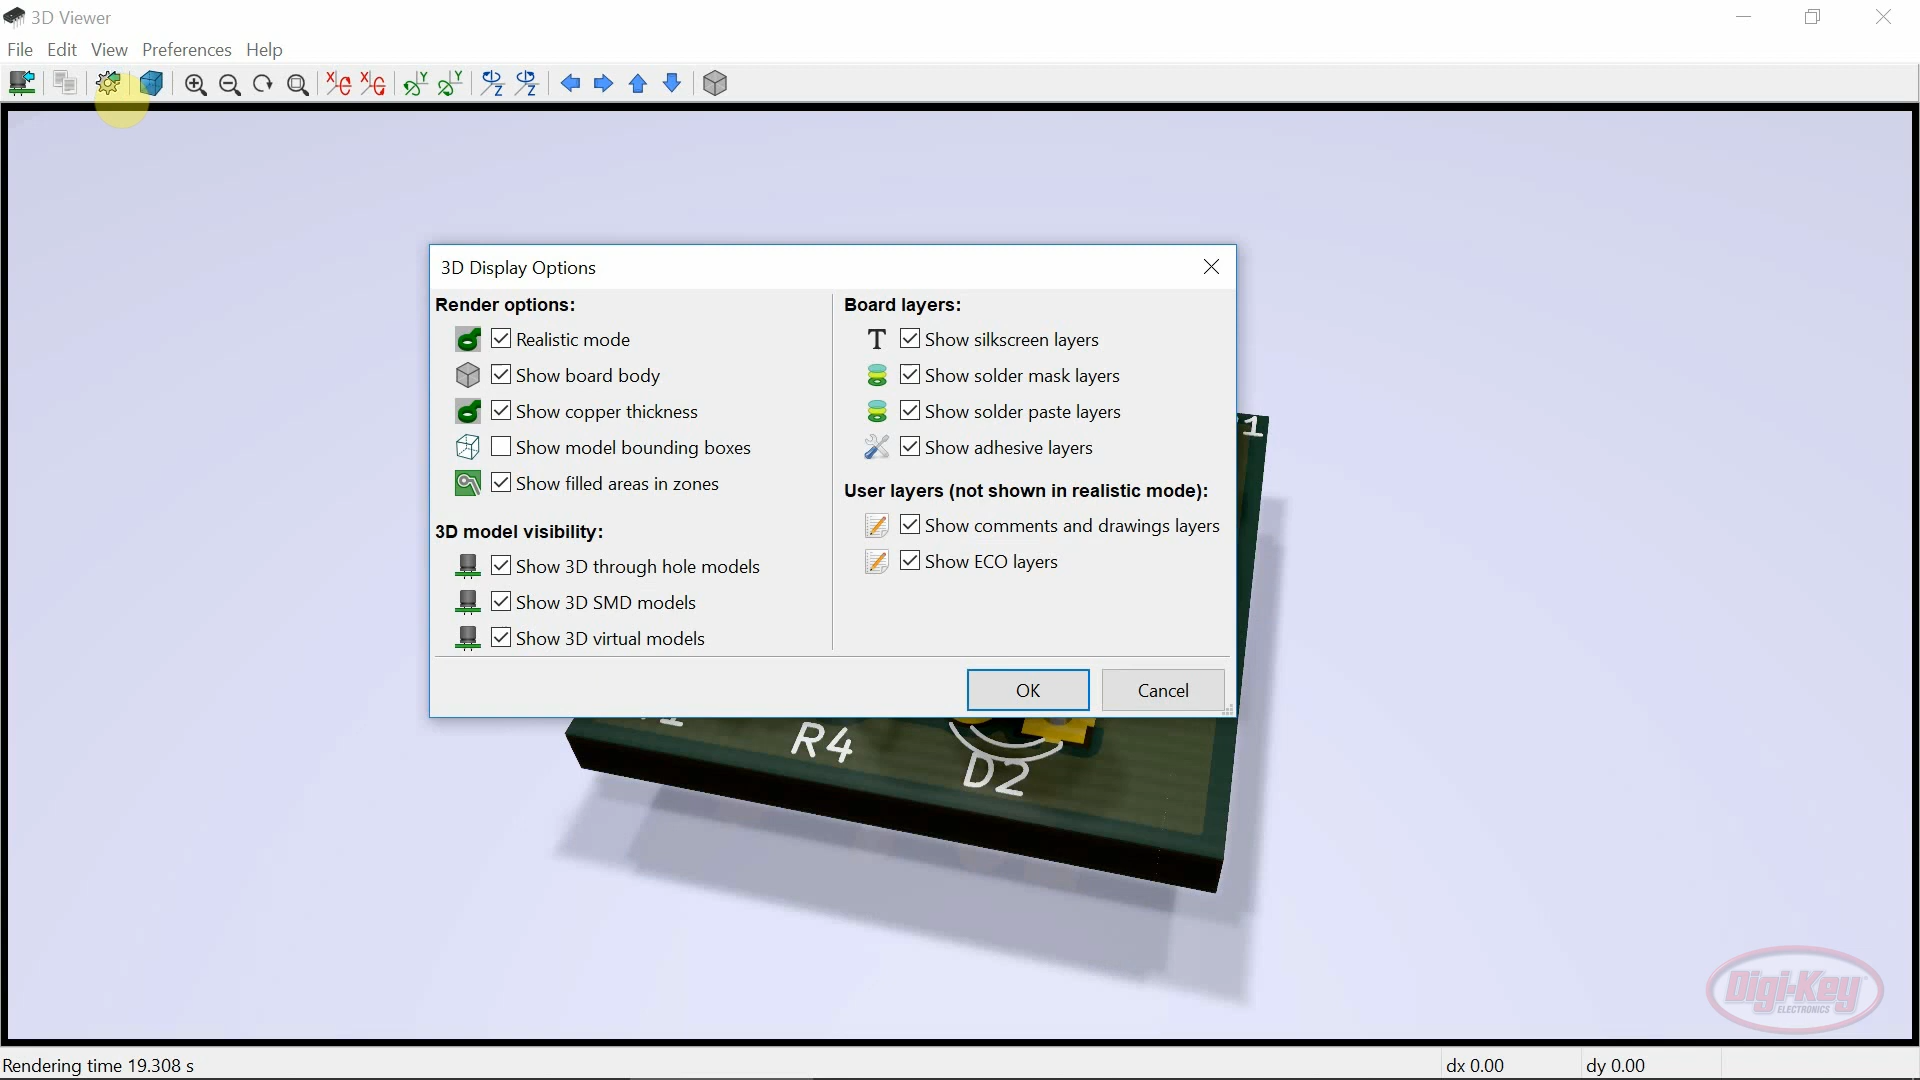 3D Viewer
File Edit View Preferences Help
3D Display Options
Render options:
Realistic mode
Show board body
Show copper thickness
Show model bounding boxes
Show filled areas in zones
3D model visibility:
Show 3D through hole models
Show 3D SMD models
Show 3D virtual models
Board layers:
Show silkscreen layers
Show solder mask layers
Show solder paste layers
Show adhesive layers
User layers (not shown in realistic mode):
Show comments and drawings layers
Show ECO layers
OK Cancel
1
R4
D2
Digi-Key
ELECTRONICS
Rendering time 19.308 s dx 0.00 dy 0.00